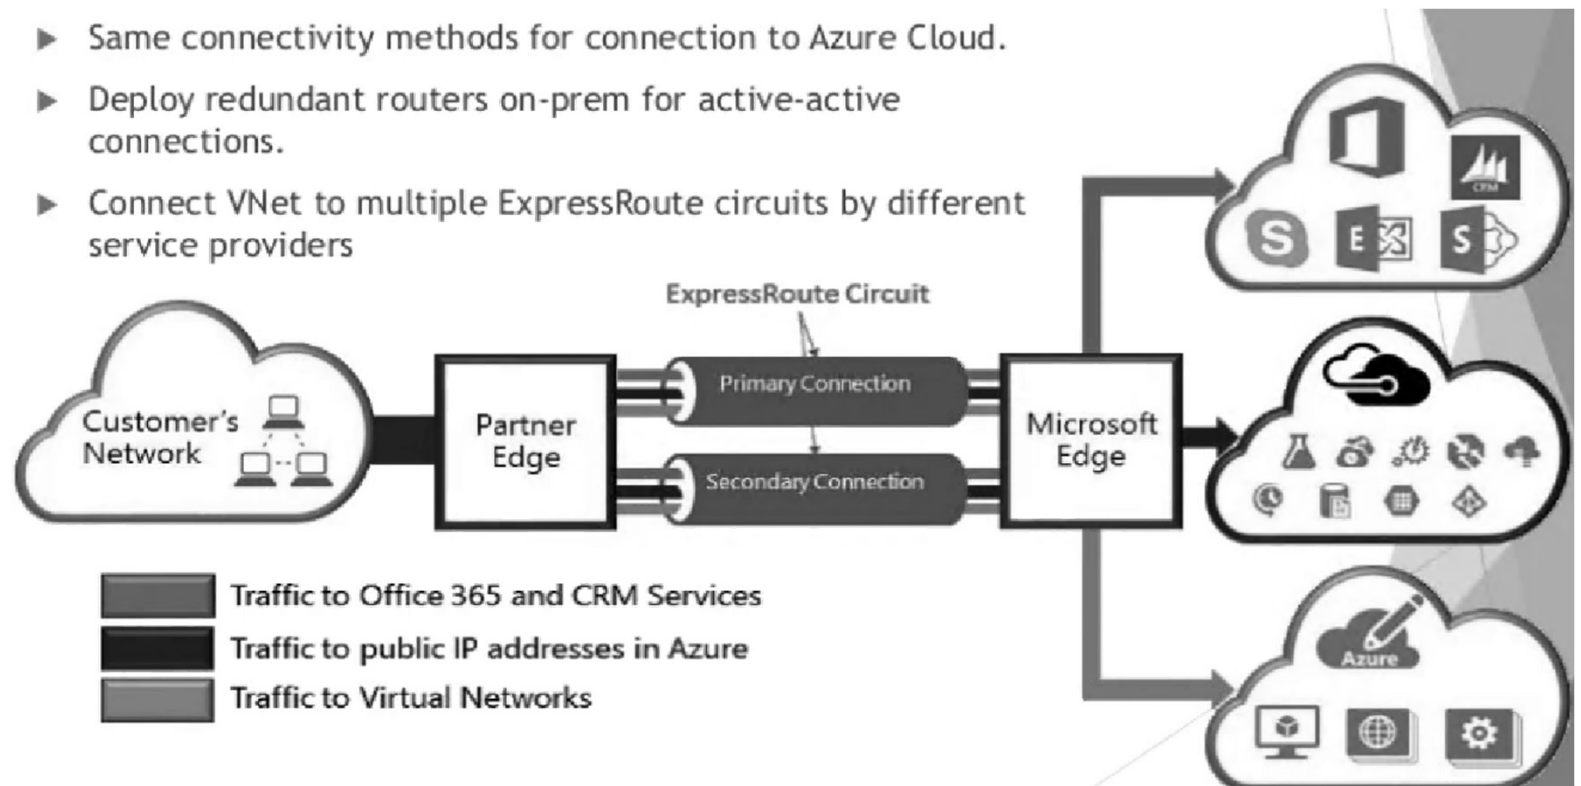 Same connectivity methods for connection to Azure Cloud.
Deploy redundant routers on-prem for active-active
connections.
Connect VNet to multiple ExpressRoute circuits by different
service providers
ExpressRoute Circuit
Customer's
Network
Partner
Edge
Primary Connection
Secondary Connection
Microsoft
Edge
CRM
S
E
S
Azure
Traffic to Office 365 and CRM Services
Traffic to public IP addresses in Azure
Traffic to Virtual Networks